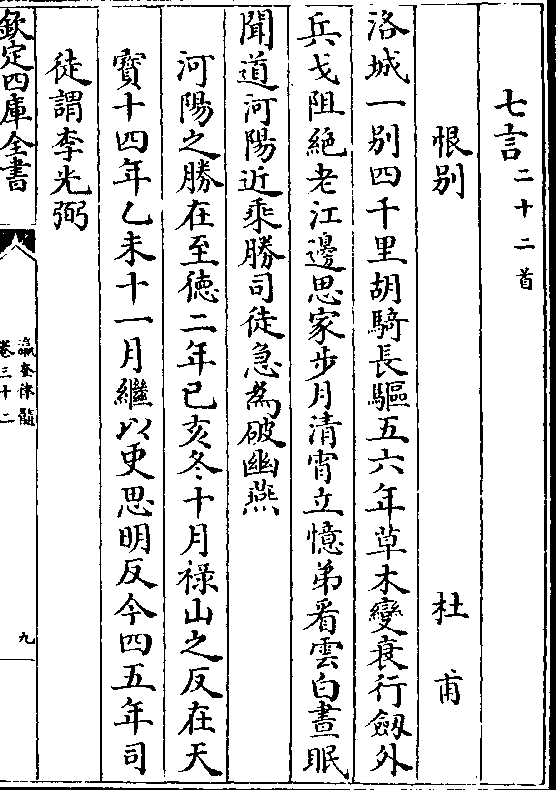 七言二十二首
恨别 杜甫
洛城一别四千里胡騎長驅五六年草木變衰行劔外
兵戈阻絶老江邊思家歩月清宵立憶弟看雲白晝眠
聞道河陽近乘勝司徒急爲破幽燕
河陽之勝在至徳二年已亥冬十月禄山之反在天
寳十四年乙未十一月繼以更思明反今四五年司
徒謂李光弼
欽定四庫全書
瀛奎律髓
卷三十二
九